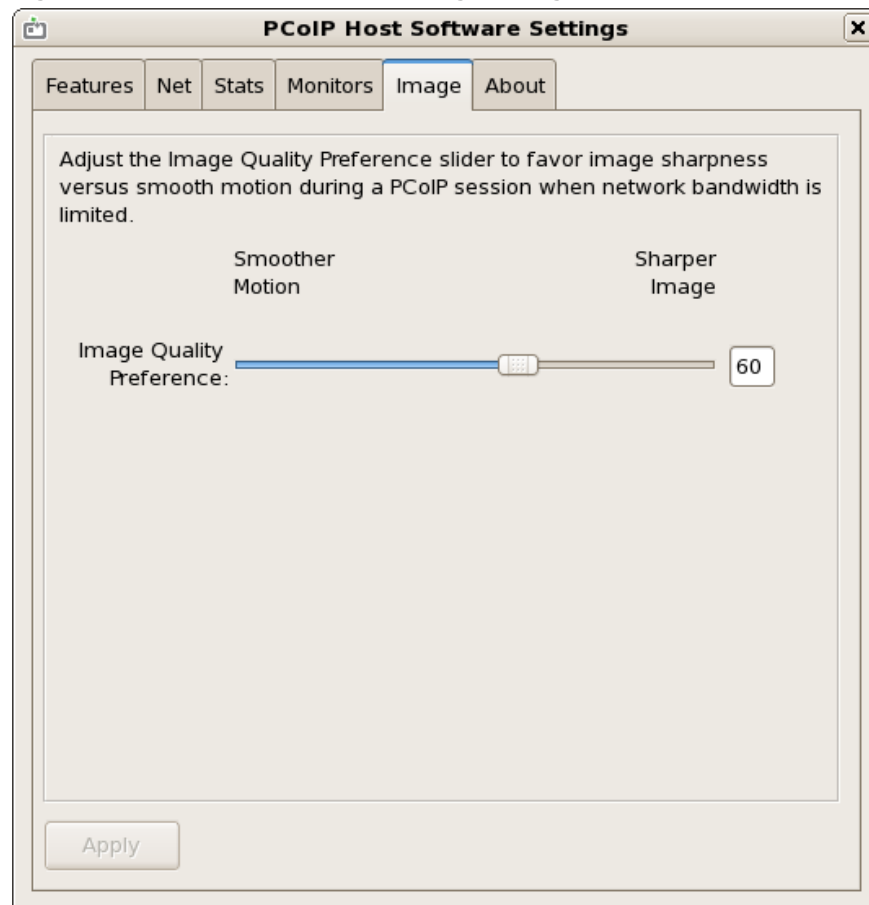 PCoIP Host Software Settings
Features Net Stats Monitors Image About
Adjust the Image Quality Preference slider to favor image sharpness
versus smooth motion during a PCoIP session when network bandwidth is
limited.
Smoother Sharper
Motion Image
Image Quality
Preference:
60
Apply